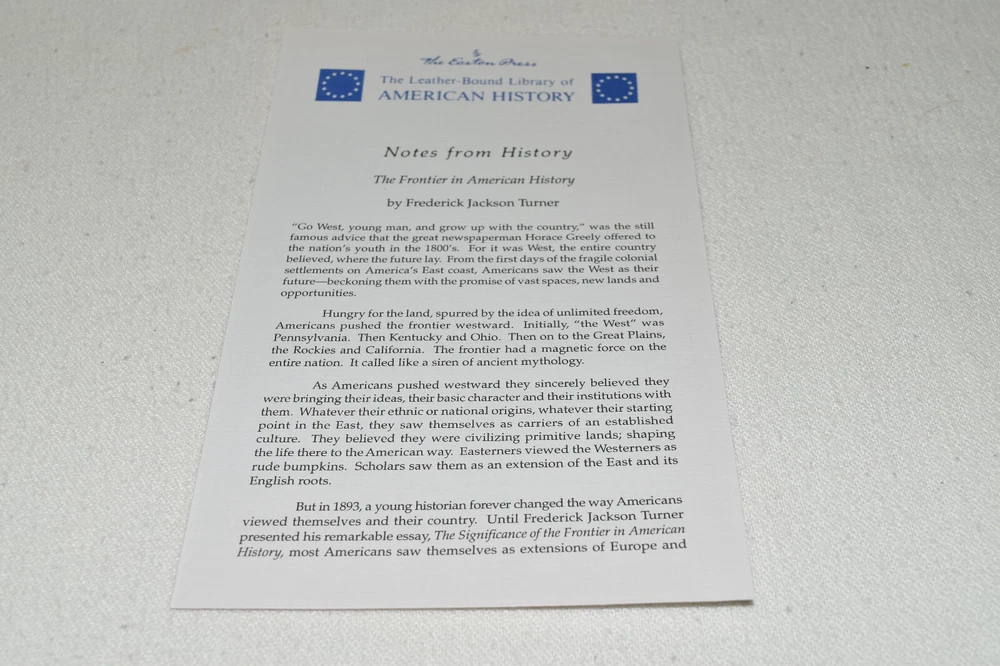 The Easton Press
The Leather-Bound Library of
AMERICAN HISTORY
Notes from History
The Frontier in American History
by Frederick Jackson Turner
"Go West, young man, and grow up with the country," was the still
famous advice that the great newspaperman Horace Greely offered to
the nation's youth in the 1800's. For it was West, the entire country
believed, where the future lay. From the first days of the fragile colonial
settlements on America's East coast, Americans saw the West as their
future—beckoning them with the promise of vast spaces, new lands and
opportunities.
Hungry for the land, spurred by the idea of unlimited freedom,
Americans pushed the frontier westward. Initially, "the West" was
Pennsylvania. Then Kentucky and Ohio. Then on to the Great Plains,
the Rockies and California. The frontier had a magnetic force on the
entire nation. It called like a siren of ancient mythology.
As Americans pushed westward they sincerely believed they
were bringing their ideas, their basic character and their institutions with
them. Whatever their ethnic or national origins, whatever their starting
point in the East, they saw themselves as carriers of an established
culture. They believed they were civilizing primitive lands; shaping
the life there to the American way. Easterners viewed the Westerners as
rude bumpkins. Scholars saw them as an extension of the East and its
English roots.
But in 1893, a young historian forever changed the way Americans
viewed themselves and their country. Until Frederick Jackson Turner
presented his remarkable essay, The Significance of the Frontier in American
History, most Americans saw themselves as extensions of Europe and